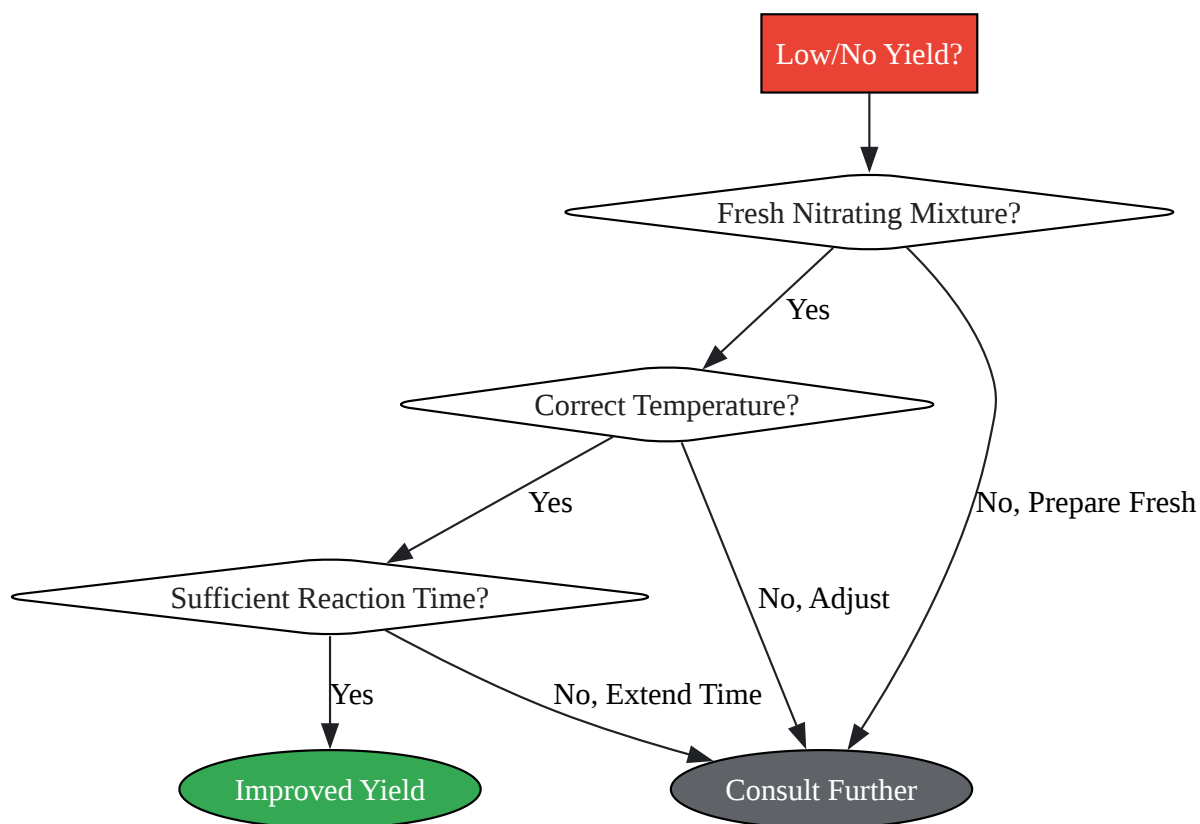 Low/No Yield?
Fresh Nitrating Mixture?
Yes
Correct Temperature?
Yes
No, Prepare Fresh
Sufficient Reaction Time?
No, Adjust
Yes
No, Extend Time
Improved Yield
Consult Further